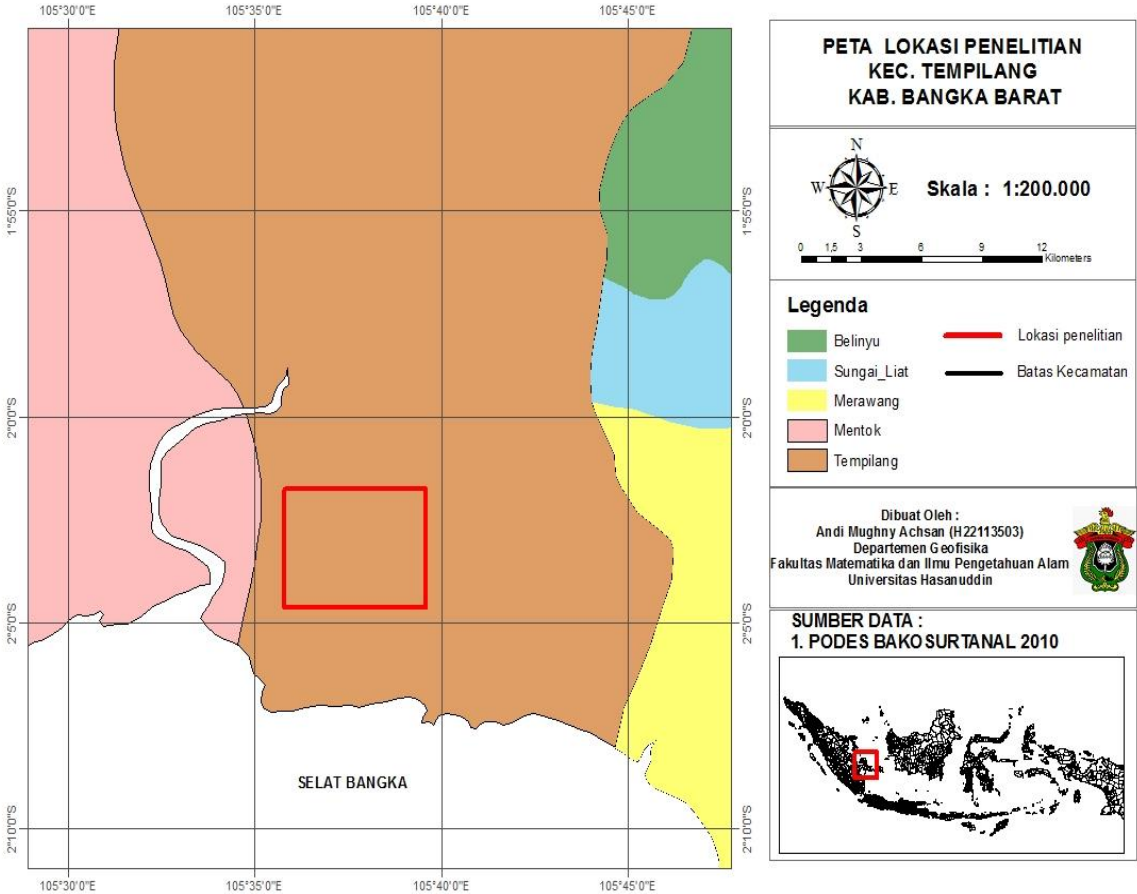 105°30'0"E 105°35'0"E 105°40'0"E 105°45'0"E
1°55'0"S 1°55'0"S
2°0'0"S 2°0'0"S
2°5'0"S 2°5'0"S
2°10'0"S 2°10'0"S
SELAT BANGKA
105°30'0"E 105°35'0"E 105°40'0"E 105°45'0"E
PETA LOKASI PENELITIAN
KEC. TEMPILANG
KAB. BANGKA BARAT
N
W E
S
Skala : 1:200.000
0 1,5 3 6 9 12
Kilometers
Legenda
Belinyu
Sungai_Liat
Merawang
Mentok
Tempilang
Lokasi penelitian
Batas Kecamatan
Dibuat Oleh :
Andi Mughny Achsan (H22113503)
Departemen Geofisika
Fakultas Matematika dan Ilmu Pengetahuan Alam
Universitas Hasanuddin
SUMBER DATA :
1. PODES BAKOSURTANAL 2010